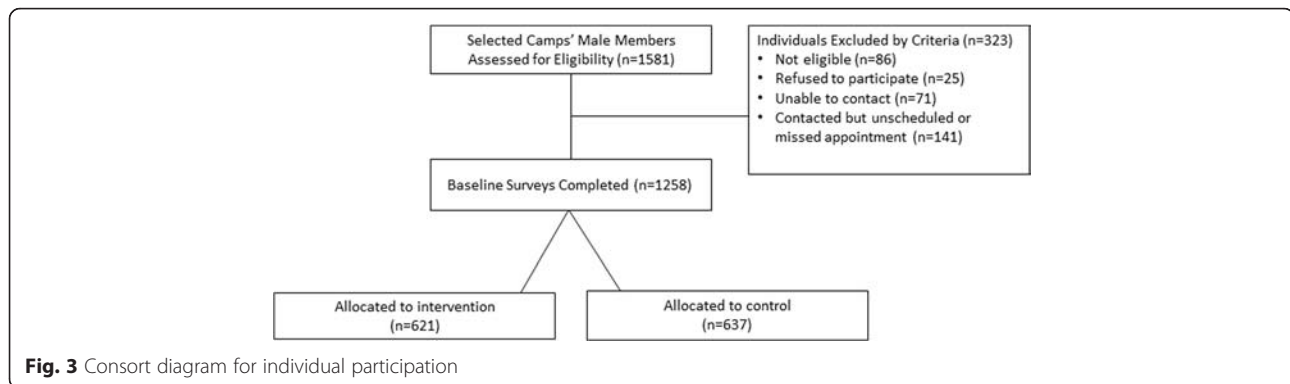 Selected Camps' Male Members
Assessed for Eligibility (n=1581)
Individuals Excluded by Criteria (n=323)
• Not eligible (n=86)
• Refused to participate (n=25)
• Unable to contact (n=71)
• Contacted but unscheduled or
missed appointment (n=141)
Baseline Surveys Completed (n=1258)
Allocated to intervention
(n=621)
Allocated to control
(n=637)
Fig. 3 Consort diagram for individual participation